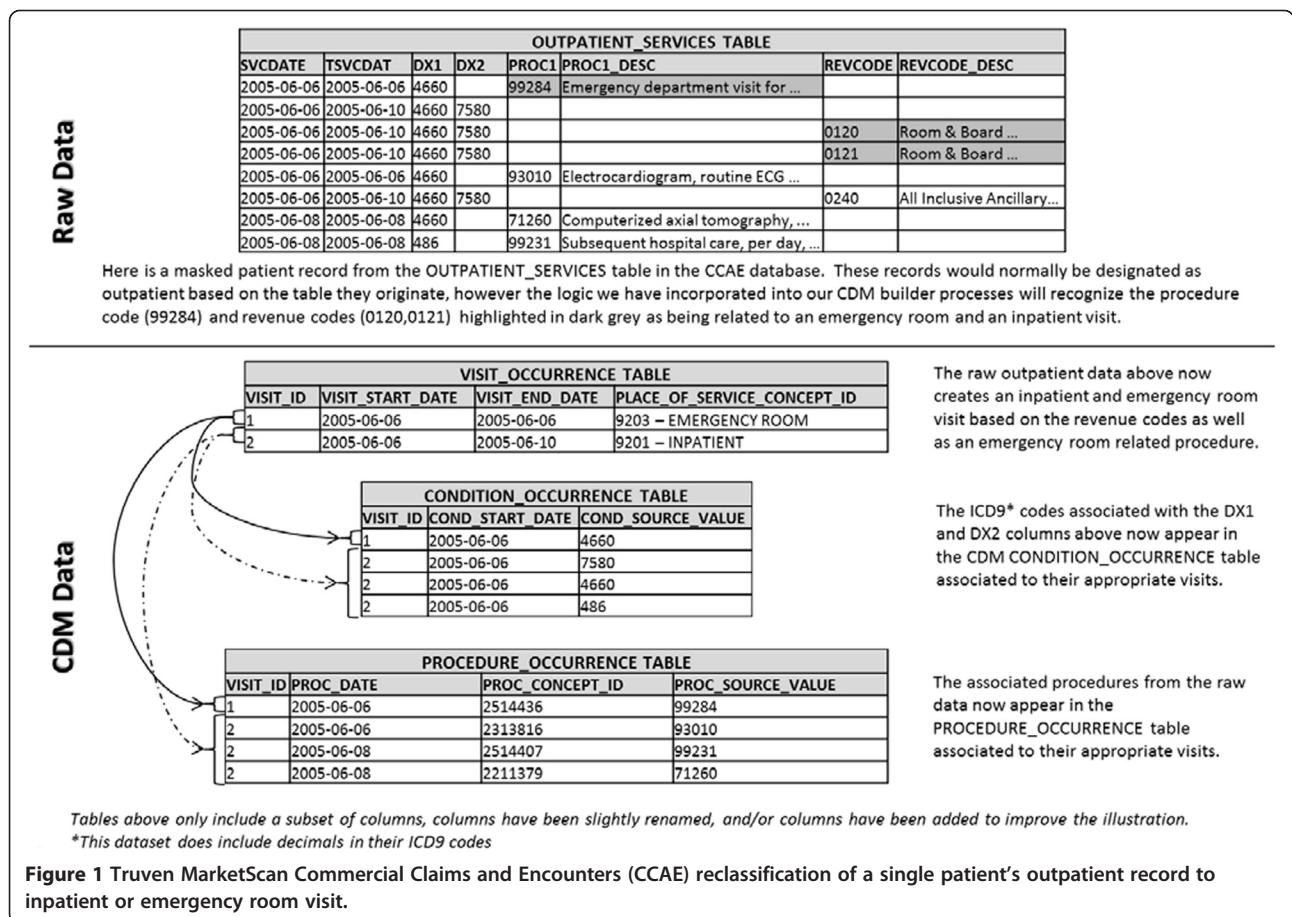 Raw Data
OUTPATIENT_SERVICES TABLE
SVCDATE TSVCDAT DX1 DX2 PROC1 PROC1_DESC REVCODE REVCODE_DESC
2005-06-06 2005-06-06 4660 99284 Emergency department visit for ...
2005-06-06 2005-06-10 4660 7580
2005-06-06 2005-06-10 4660 7580 0120 Room & Board ...
2005-06-06 2005-06-10 4660 7580 0121 Room & Board ...
2005-06-06 2005-06-06 4660 93010 Electrocardiogram, routine ECG ...
2005-06-06 2005-06-10 4660 7580 0240 All Inclusive Ancillary...
2005-06-08 2005-06-08 4660 71260 Computerized axial tomography, ...
2005-06-08 2005-06-08 486 99231 Subsequent hospital care, per day, ...
Here is a masked patient record from the OUTPATIENT_SERVICES table in the CCAE database. These records would normally be designated as
outpatient based on the table they originate, however the logic we have incorporated into our CDM builder processes will recognize the procedure
code (99284) and revenue codes (0120,0121) highlighted in dark grey as being related to an emergency room and an inpatient visit.
CDM Data
VISIT_OCCURRENCE TABLE
VISIT_ID VISIT_START_DATE VISIT_END_DATE PLACE_OF_SERVICE_CONCEPT_ID
1 2005-06-06 2005-06-06 9203 – EMERGENCY ROOM
2 2005-06-06 2005-06-10 9201 – INPATIENT
The raw outpatient data above now
creates an inpatient and emergency room
visit based on the revenue codes as well
as an emergency room related procedure.
CONDITION_OCCURRENCE TABLE
VISIT_ID COND_START_DATE COND_SOURCE_VALUE
1 2005-06-06 4660
2 2005-06-06 7580
2 2005-06-06 4660
2 2005-06-06 486
The ICD9* codes associated with the DX1
and DX2 columns above now appear in
the CDM CONDITION_OCCURRENCE table
associated to their appropriate visits.
PROCEDURE_OCCURRENCE TABLE
VISIT_ID PROC_DATE PROC_CONCEPT_ID PROC_SOURCE_VALUE
1 2005-06-06 2514436 99284
2 2005-06-06 2313816 93010
2 2005-06-08 2514407 99231
2 2005-06-08 2211379 71260
The associated procedures from the raw
data now appear in the
PROCEDURE_OCCURRENCE table
associated to their appropriate visits.
Tables above only include a subset of columns, columns have been slightly renamed, and/or columns have been added to improve the illustration.
*This dataset does include decimals in their ICD9 codes
Figure 1 Truven MarketScan Commercial Claims and Encounters (CCAE) reclassification of a single patient's outpatient record to
inpatient or emergency room visit.